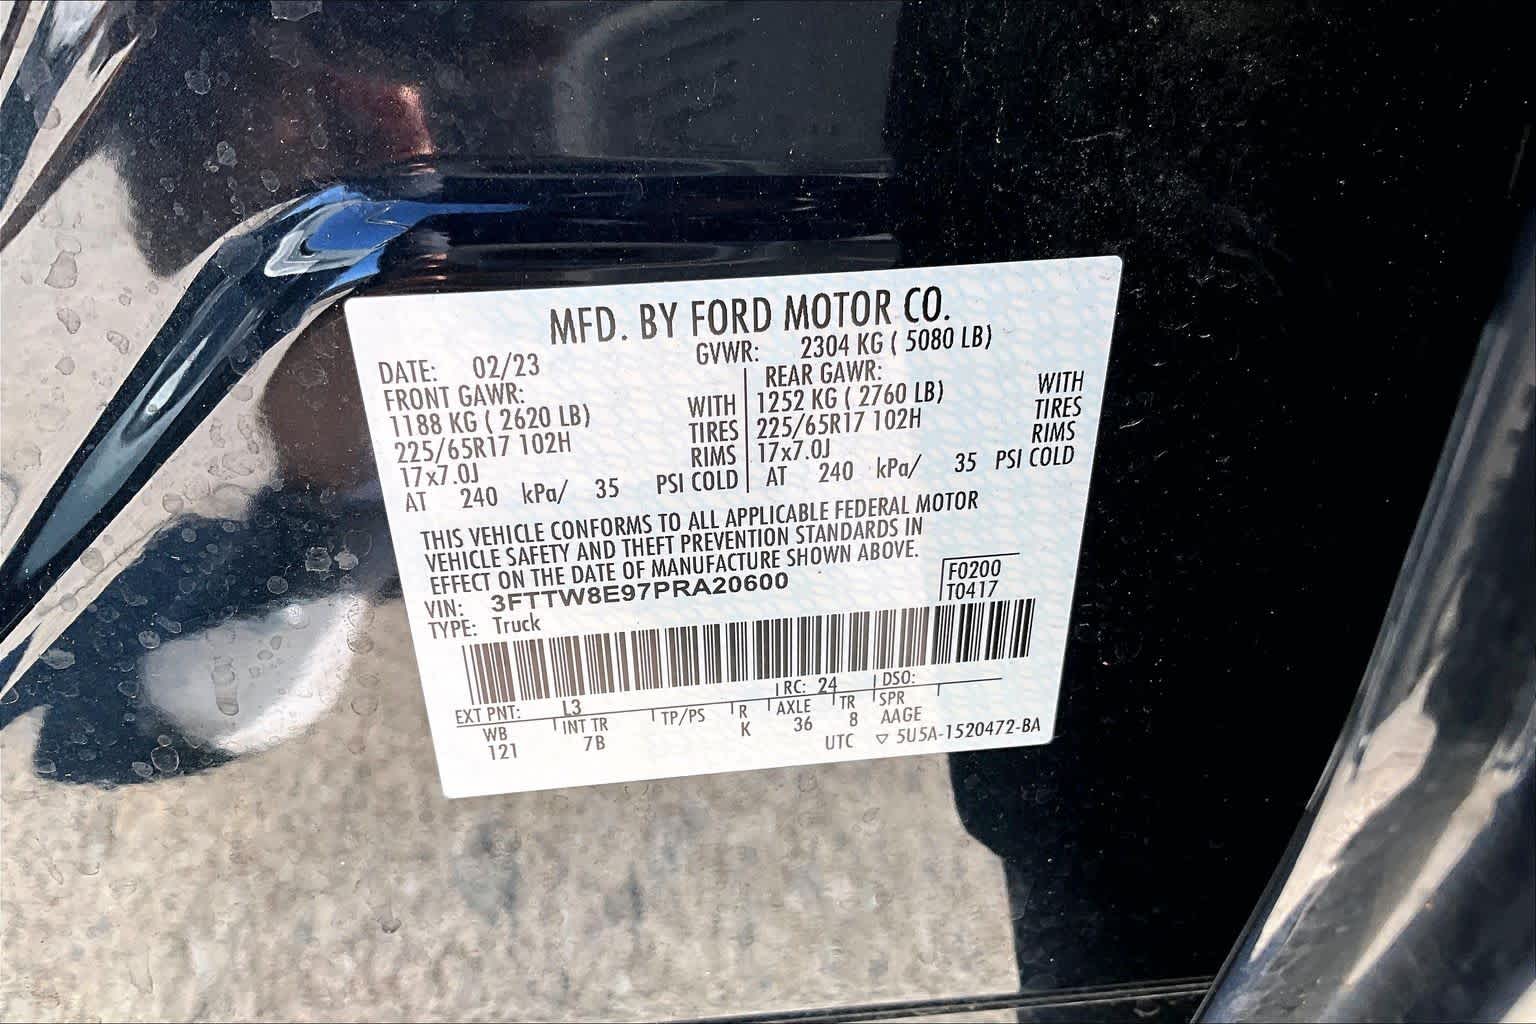 MFD. BY FORD MOTOR CO.
DATE: 02/23 GVWR: 2304 KG ( 5080 LB)
FRONT GAWR: REAR GAWR:
1188 KG ( 2620 LB) WITH 1252 KG ( 2760 LB) WITH
225/65R17 102H TIRES 225/65R17 102H TIRES
17x7.0J RIMS 17x7.0J RIMS
AT 240 kPa/ 35 PSI COLD AT 240 kPa/ 35 PSI COLD
THIS VEHICLE CONFORMS TO ALL APPLICABLE FEDERAL MOTOR
VEHICLE SAFETY AND THEFT PREVENTION STANDARDS IN
EFFECT ON THE DATE OF MANUFACTURE SHOWN ABOVE.
VIN: 3FTTW8E97PRA20600 F0200
TYPE: Truck T0417
EXT PNT: L3 RC: 24 DSO:
WB INT TR TP/PS R AXLE TR SPR
121 7B K 36 8 AAGE
UTC ▽ 5U5A-1520472-BA